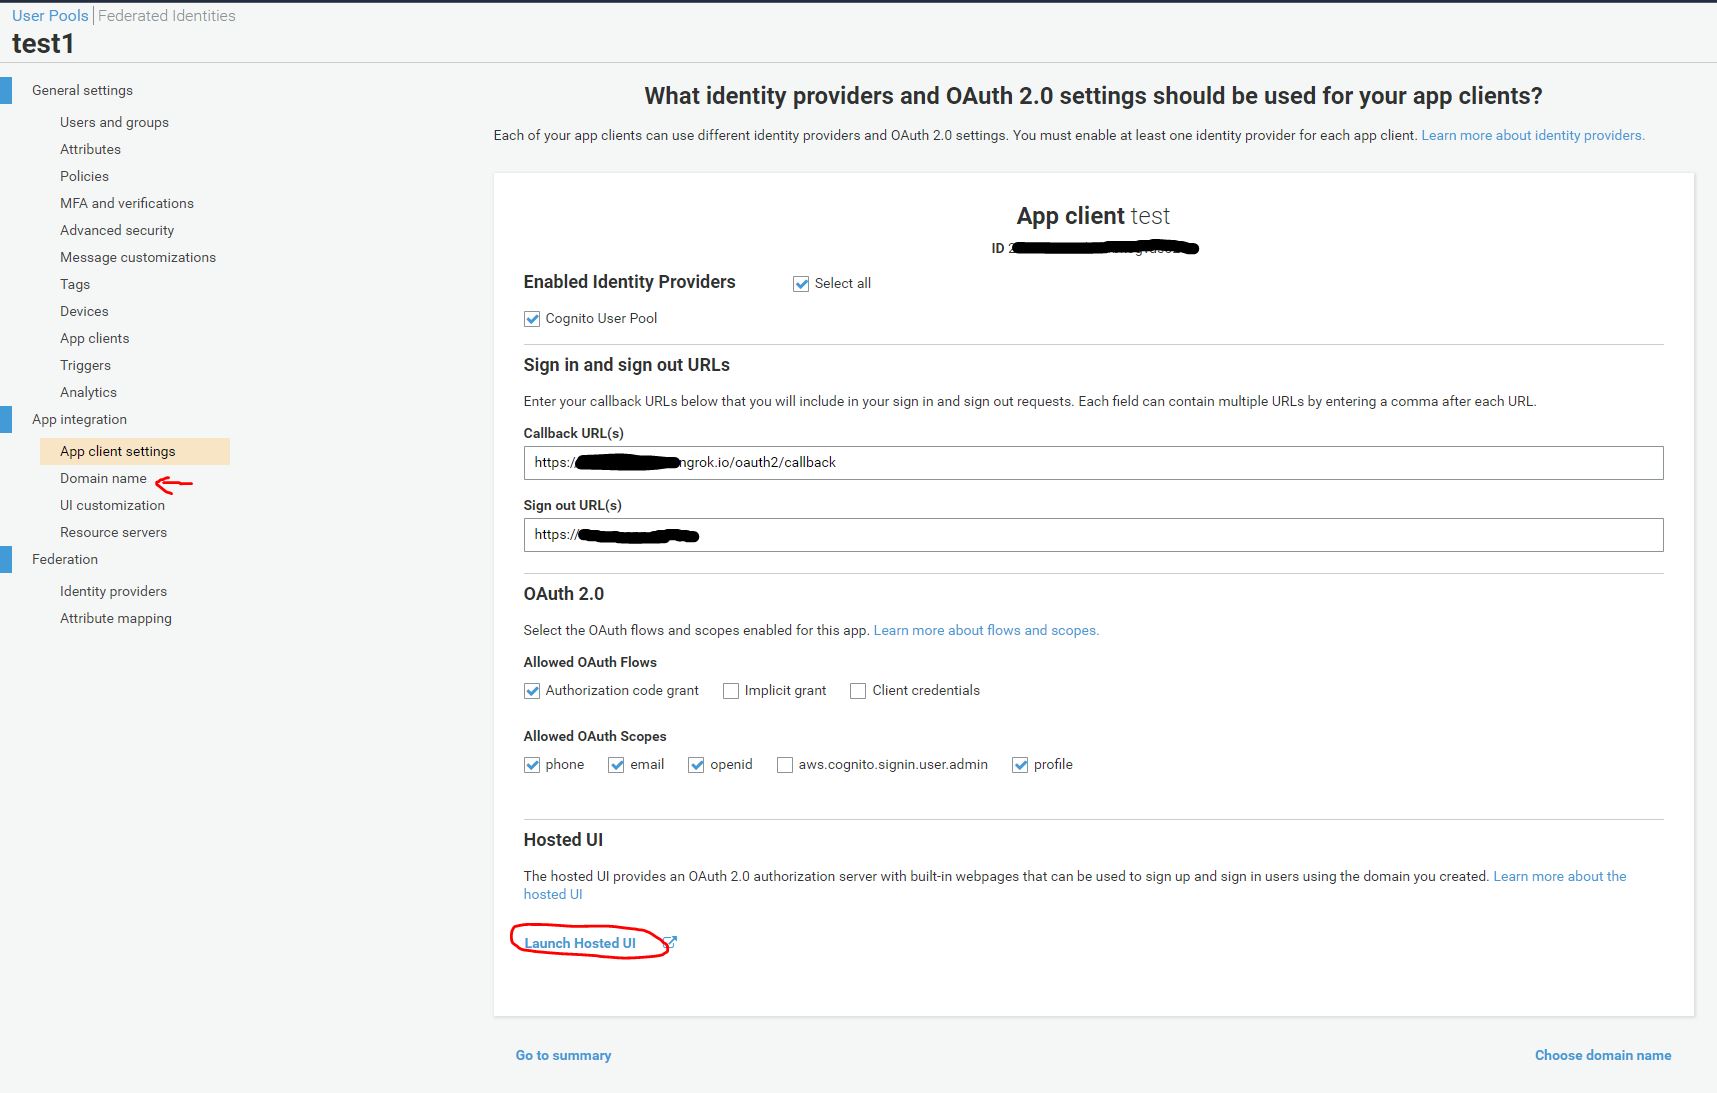 User Pools | Federated Identities
test1
General settings
Users and groups
Attributes
Policies
MFA and verifications
Advanced security
Message customizations
Tags
Devices
App clients
Triggers
Analytics
App integration
App client settings
Domain name
UI customization
Resource servers
Federation
Identity providers
Attribute mapping
What identity providers and OAuth 2.0 settings should be used for your app clients?
Each of your app clients can use different identity providers and OAuth 2.0 settings. You must enable at least one identity provider for each app client. Learn more about identity providers.
App client test
ID 2
Enabled Identity Providers Select all
Cognito User Pool
Sign in and sign out URLs
Enter your callback URLs below that you will include in your sign in and sign out requests. Each field can contain multiple URLs by entering a comma after each URL.
Callback URL(s)
https:/ ngrok.io/oauth2/callback
Sign out URL(s)
https://
OAuth 2.0
Select the OAuth flows and scopes enabled for this app. Learn more about flows and scopes.
Allowed OAuth Flows
Authorization code grant Implicit grant Client credentials
Allowed OAuth Scopes
phone email openid aws.cognito.signin.user.admin profile
Hosted UI
The hosted UI provides an OAuth 2.0 authorization server with built-in webpages that can be used to sign up and sign in users using the domain you created. Learn more about the
hosted UI
Launch Hosted UI
Go to summary Choose domain name